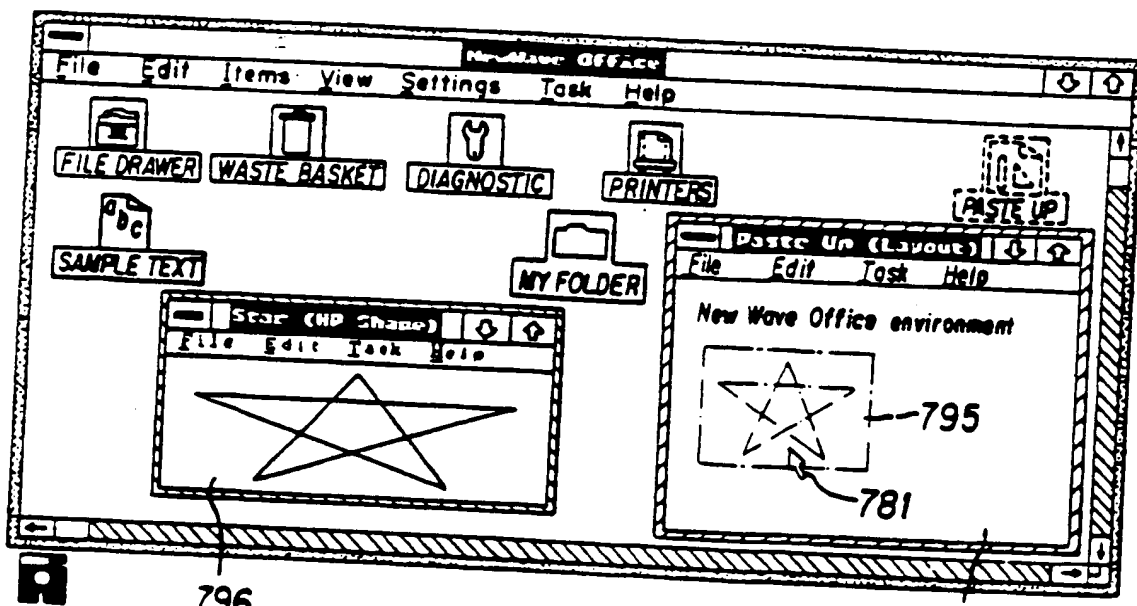 NewWave Office
File Edit Items View Settings Task Help
FILE DRAWER WASTE BASKET DIAGNOSTIC PRINTERS PASTE UP
abc
SAMPLE TEXT MY FOLDER
Paste Up (Layout)
File Edit Task Help
New Wave Office environment
795
781
Star (HP Shape)
File Edit Task Help
796